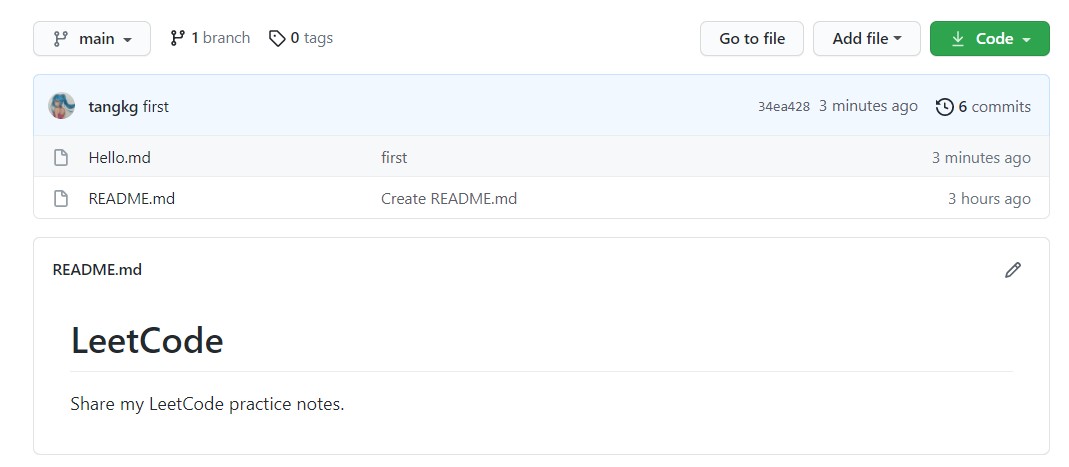 main 1 branch 0 tags Go to file Add file Code
tangkg first 34ea428 3 minutes ago 6 commits
Hello.md first 3 minutes ago
README.md Create README.md 3 hours ago
README.md
LeetCode
Share my LeetCode practice notes.